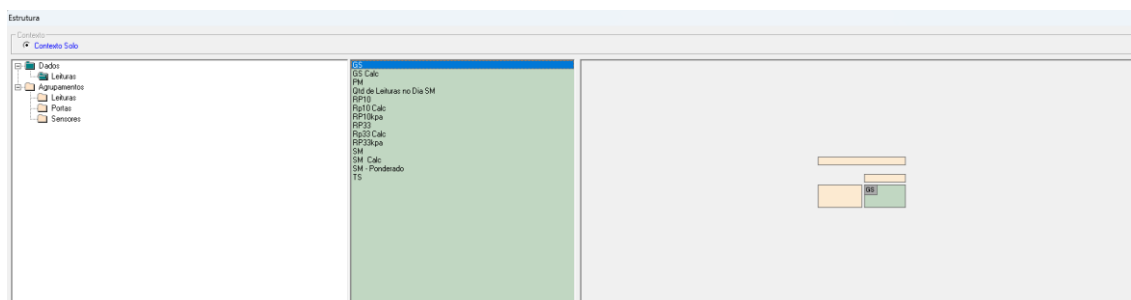 Estrutura
Contexto
Contexto Solo
Dados
Leituras
Agrupamentos
Leituras
Portas
Sensores
GS
GS Calc
PM
Qtd de Leituras no Dia SM
RP10
Rp10 Calc
RP10kpa
RP33
Rp33 Calc
RP33kpa
SM
SM Calc
SM - Ponderado
TS
GS